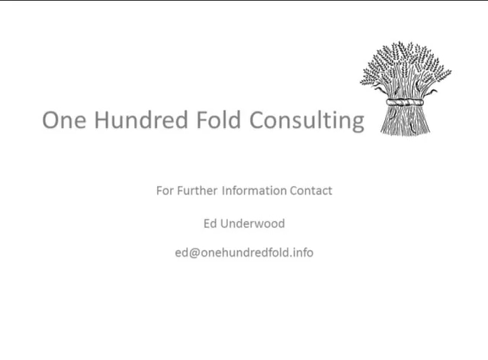 One Hundred Fold Consulting
For Further Information Contact
Ed Underwood
ed@onehundredfold.info